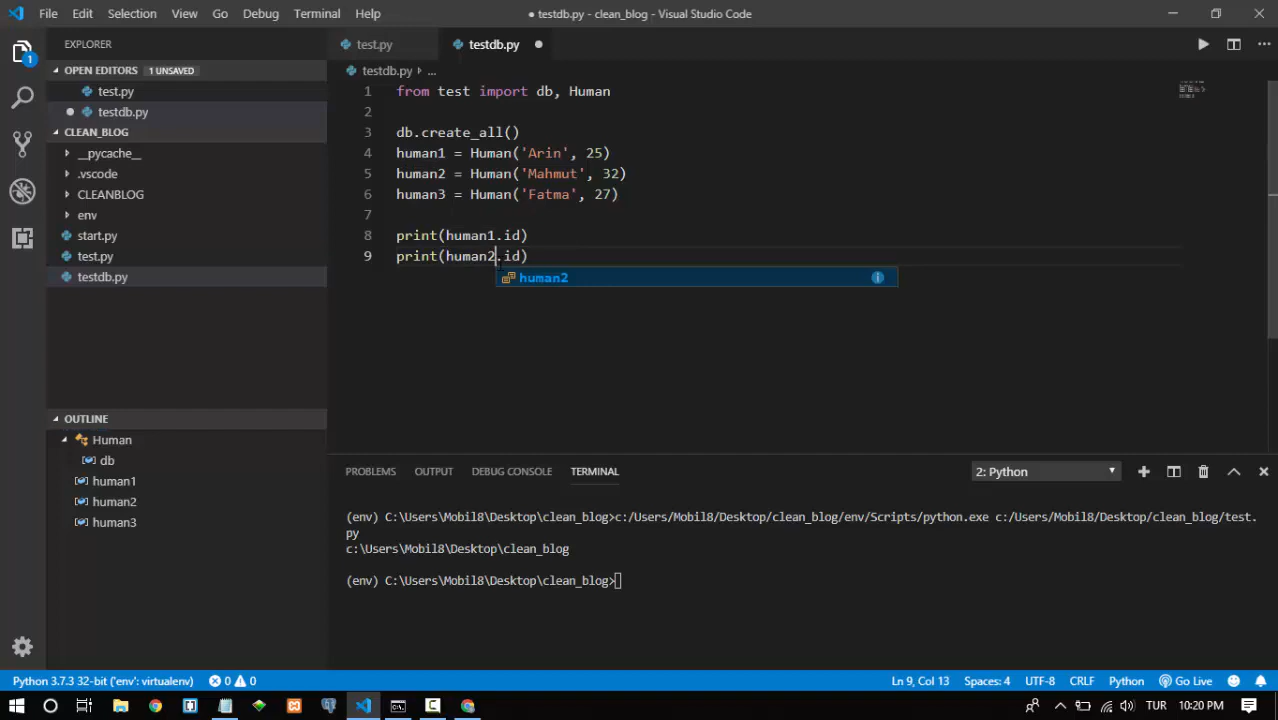 File Edit Selection View Go Debug Terminal Help ● testdb.py - clean_blog - Visual Studio Code
EXPLORER
test.py testdb.py
OPEN EDITORS 1 UNSAVED
test.py
testdb.py
CLEAN_BLOG
__pycache__
.vscode
CLEANBLOG
env
start.py
test.py
testdb.py
OUTLINE
Human
db
human1
human2
human3
testdb.py ...
1 from test import db, Human
2
3 db.create_all()
4 human1 = Human('Arin', 25)
5 human2 = Human('Mahmut', 32)
6 human3 = Human('Fatma', 27)
7
8 print(human1.id)
9 print(human2.id)
human2
PROBLEMS OUTPUT DEBUG CONSOLE TERMINAL 2: Python
(env) C:\Users\Mobil8\Desktop\clean_blog>c:/Users/Mobil8/Desktop/clean_blog/env/Scripts/python.exe c:/Users/Mobil8/Desktop/clean_blog/test.
py
c:\Users\Mobil8\Desktop\clean_blog
(env) C:\Users\Mobil8\Desktop\clean_blog>
Python 3.7.3 32-bit ('env': virtualenv) 0 0 Ln 9, Col 13 Spaces: 4 UTF-8 CRLF Python Go Live
TUR 10:20 PM
1